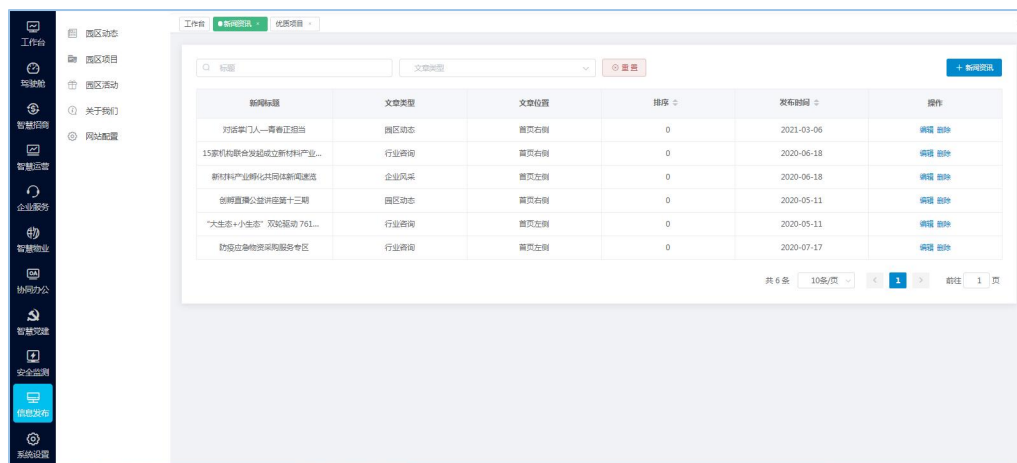 工作台
驾驶舱
智慧招商
智慧运营
企业服务
智慧物业
OA
协同办公
智慧党建
安全监测
信息发布
系统设置
园区动态
园区项目
园区活动
关于我们
网站配置
工作台 新闻资讯 × 优质项目 ×
标题 文章类型 重置 + 新闻资讯
新闻标题 文章类型 文章位置 排序 发布时间 操作
对话掌门人—青春正担当 园区动态 首页右侧 0 2021-03-06 编辑 删除
15家机构联合发起成立新材料产业... 行业咨询 首页右侧 0 2020-06-18 编辑 删除
新材料产业孵化共同体新闻速览 企业风采 首页左侧 0 2020-06-18 编辑 删除
创孵直播公益讲座第十三期 园区动态 首页左侧 0 2020-05-11 编辑 删除
“大生态+小生态”双轮驱动 761... 行业咨询 首页左侧 0 2020-05-11 编辑 删除
防疫应急物资采购服务专区 行业咨询 首页左侧 0 2020-07-17 编辑 删除
共 6 条 10条/页 < 1 > 前往 1 页